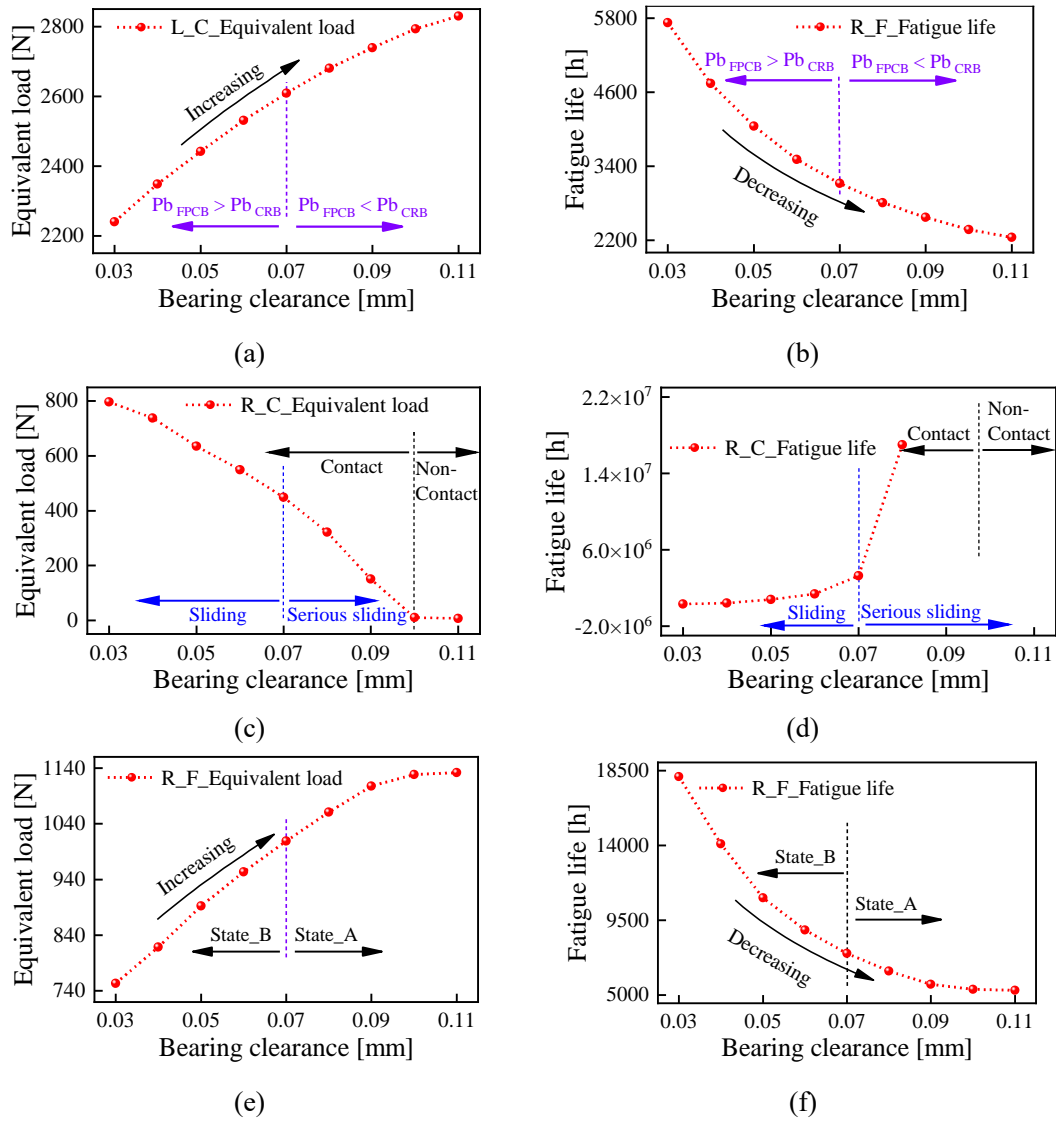 2800
2600
2400
2200
Equivalent load [N]
L_C_Equivalent load
Increasing
Pb FPCB > Pb CRB
Pb FPCB < Pb CRB
0.03 0.05 0.07 0.09 0.11
Bearing clearance [mm]
(a)
5800
4600
3400
2200
Fatigue life [h]
R_F_Fatigue life
Pb FPCB > Pb CRB
Pb FPCB < Pb CRB
Decreasing
0.03 0.05 0.07 0.09 0.11
Bearing clearance [mm]
(b)
800
600
400
200
0
Equivalent load [N]
R_C_Equivalent load
Contact
Non-
Contact
Sliding
Serious sliding
0.03 0.05 0.07 0.09 0.11
Bearing clearance [mm]
(c)
2.2×10⁷
1.4×10⁷
6.0×10⁶
-2.0×10⁶
Fatigue life [h]
R_C_Fatigue life
Contact
Non-
Contact
Sliding
Serious sliding
0.03 0.05 0.07 0.09 0.11
Bearing clearance [mm]
(d)
1140
1040
940
840
740
Equivalent load [N]
R_F_Equivalent load
Increasing
State_B
State_A
0.03 0.05 0.07 0.09 0.11
Bearing clearance [mm]
(e)
18500
14000
9500
5000
Fatigue life [h]
R_F_Fatigue life
State_B
State_A
Decreasing
0.03 0.05 0.07 0.09 0.11
Bearing clearance [mm]
(f)